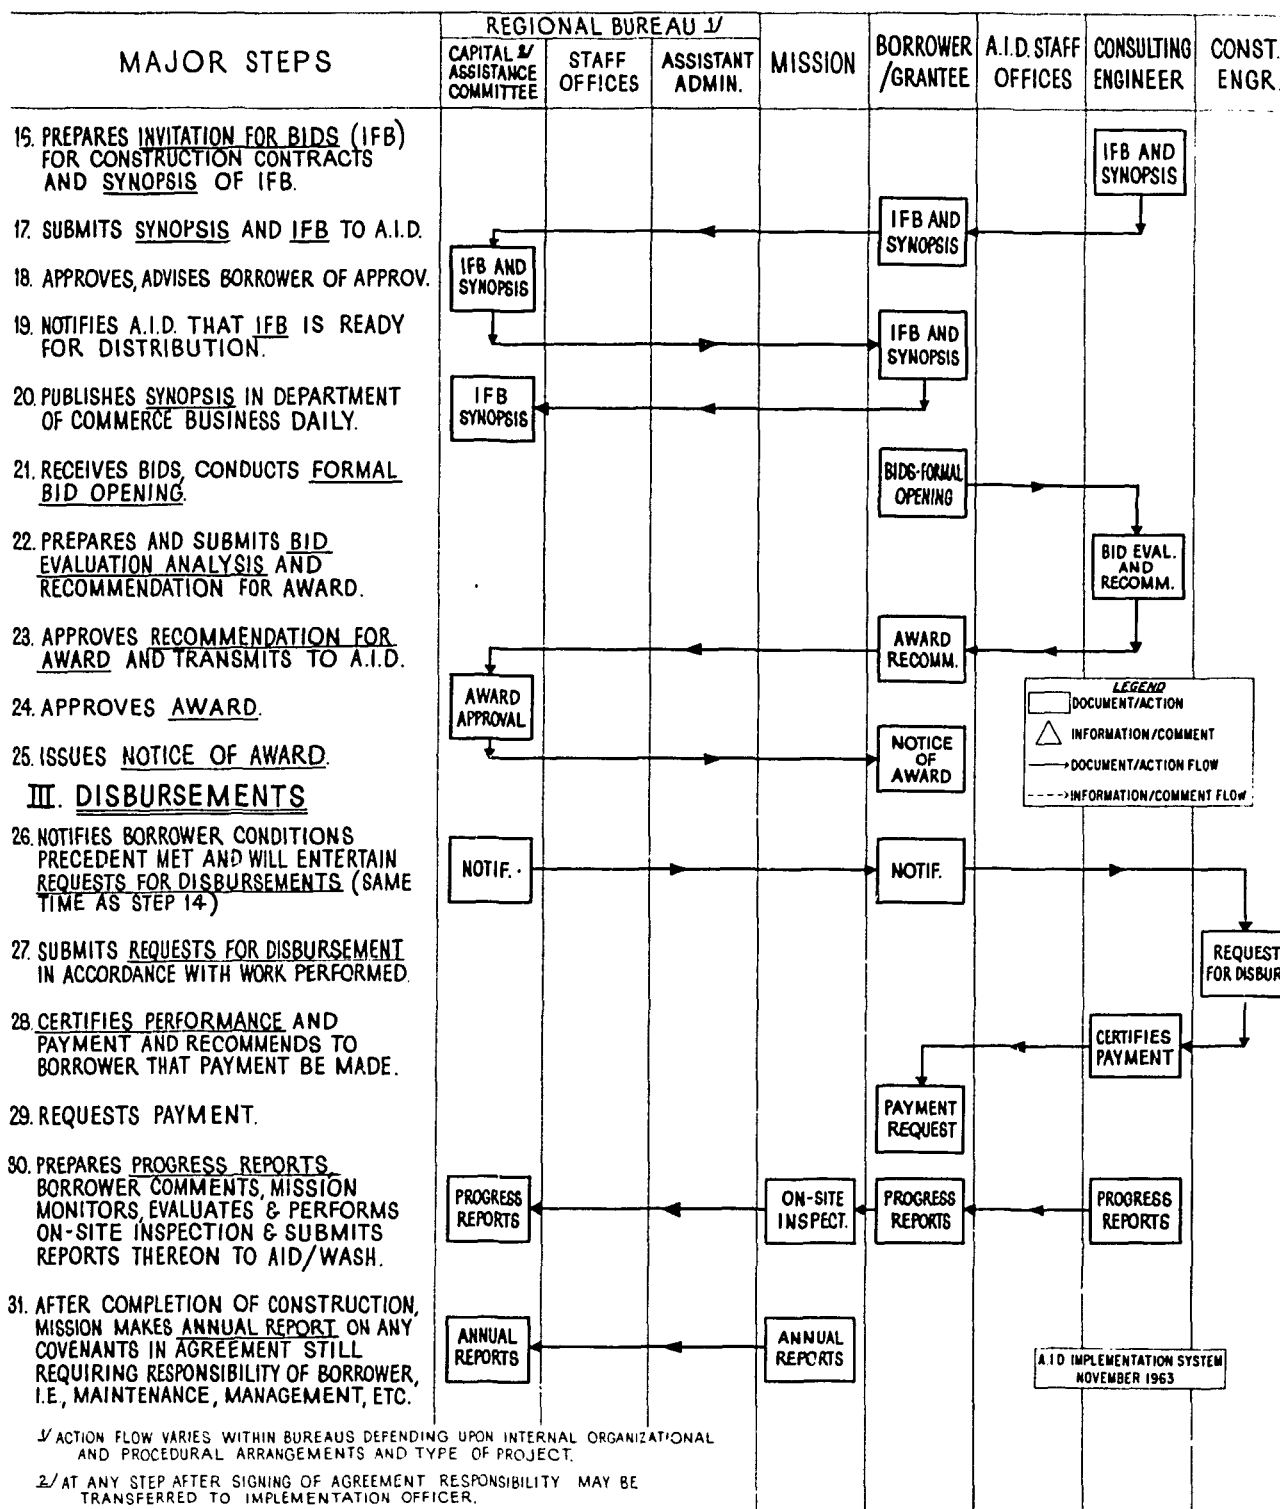 MAJOR STEPS
REGIONAL BUREAU 1/
CAPITAL 2/
ASSISTANCE
COMMITTEE
STAFF
OFFICES
ASSISTANT
ADMIN.
MISSION
BORROWER
/GRANTEE
A.I.D. STAFF
OFFICES
CONSULTING
ENGINEER
CONST.
ENGR.
16. PREPARES INVITATION FOR BIDS (IFB)
FOR CONSTRUCTION CONTRACTS
AND SYNOPSIS OF IFB.
IFB AND
SYNOPSIS
17. SUBMITS SYNOPSIS AND IFB TO A.I.D.
IFB AND
SYNOPSIS
18. APPROVES, ADVISES BORROWER OF APPROV.
IFB AND
SYNOPSIS
19. NOTIFIES A.I.D. THAT IFB IS READY
FOR DISTRIBUTION.
IFB AND
SYNOPSIS
20. PUBLISHES SYNOPSIS IN DEPARTMENT
OF COMMERCE BUSINESS DAILY.
IFB
SYNOPSIS
21. RECEIVES BIDS, CONDUCTS FORMAL
BID OPENING.
BIDS-FORMAL
OPENING
22. PREPARES AND SUBMITS BID
EVALUATION ANALYSIS AND
RECOMMENDATION FOR AWARD.
BID EVAL.
AND
RECOMM.
23. APPROVES RECOMMENDATION FOR
AWARD AND TRANSMITS TO A.I.D.
AWARD
RECOMM.
24. APPROVES AWARD.
AWARD
APPROVAL
25. ISSUES NOTICE OF AWARD.
NOTICE
OF
AWARD
LEGEND
DOCUMENT/ACTION
INFORMATION/COMMENT
DOCUMENT/ACTION FLOW
INFORMATION/COMMENT FLOW
III. DISBURSEMENTS
26. NOTIFIES BORROWER CONDITIONS
PRECEDENT MET AND WILL ENTERTAIN
REQUESTS FOR DISBURSEMENTS (SAME
TIME AS STEP 14)
NOTIF.
NOTIF.
27. SUBMITS REQUESTS FOR DISBURSEMENT
IN ACCORDANCE WITH WORK PERFORMED.
REQUEST
FOR DISBUR
28. CERTIFIES PERFORMANCE AND
PAYMENT AND RECOMMENDS TO
BORROWER THAT PAYMENT BE MADE.
CERTIFIES
PAYMENT
29. REQUESTS PAYMENT.
PAYMENT
REQUEST
30. PREPARES PROGRESS REPORTS,
BORROWER COMMENTS, MISSION
MONITORS, EVALUATES & PERFORMS
ON-SITE INSPECTION & SUBMITS
REPORTS THEREON TO AID/WASH.
PROGRESS
REPORTS
ON-SITE
INSPECT.
PROGRESS
REPORTS
PROGRESS
REPORTS
31. AFTER COMPLETION OF CONSTRUCTION,
MISSION MAKES ANNUAL REPORT ON ANY
COVENANTS IN AGREEMENT STILL
REQUIRING RESPONSIBILITY OF BORROWER,
I.E., MAINTENANCE, MANAGEMENT, ETC.
ANNUAL
REPORTS
ANNUAL
REPORTS
A.I.D IMPLEMENTATION SYSTEM
NOVEMBER 1963
1/ ACTION FLOW VARIES WITHIN BUREAUS DEFENDING UPON INTERNAL ORGANIZATIONAL
AND PROCEDURAL ARRANGEMENTS AND TYPE OF PROJECT.
2/ AT ANY STEP AFTER SIGNING OF AGREEMENT RESPONSIBILITY MAY BE
TRANSFERRED TO IMPLEMENTATION OFFICER.